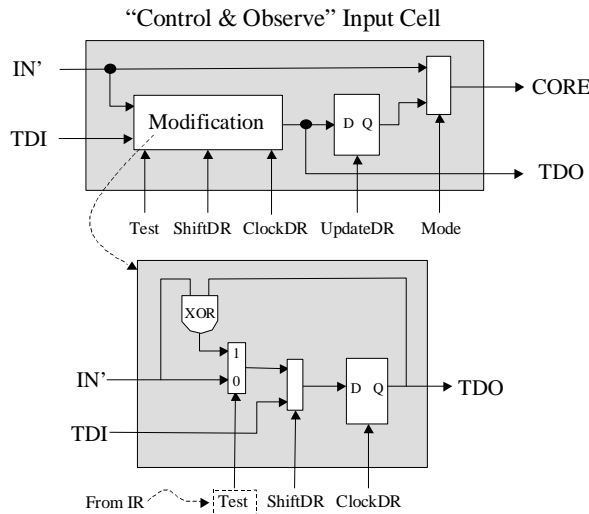 “Control & Observe” Input Cell
IN’
CORE
Modification
D Q
TDI
TDO
Test ShiftDR ClockDR UpdateDR Mode
XOR
1
0
IN’
D Q
TDO
TDI
From IR Test ShiftDR ClockDR